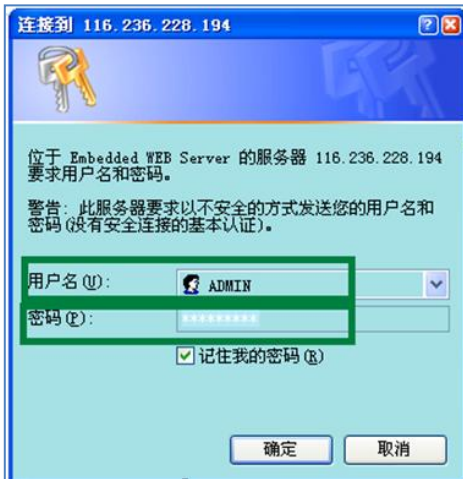 连接到 116.236.228.194
位于 Embedded WEB Server 的服务器 116.236.228.194
要求用户名和密码。
警告: 此服务器要求以不安全的方式发送您的用户名和
密码(没有安全连接的基本认证)。
用户名(U):
ADMIN
密码(P):
*********
记住我的密码(R)
确定
取消